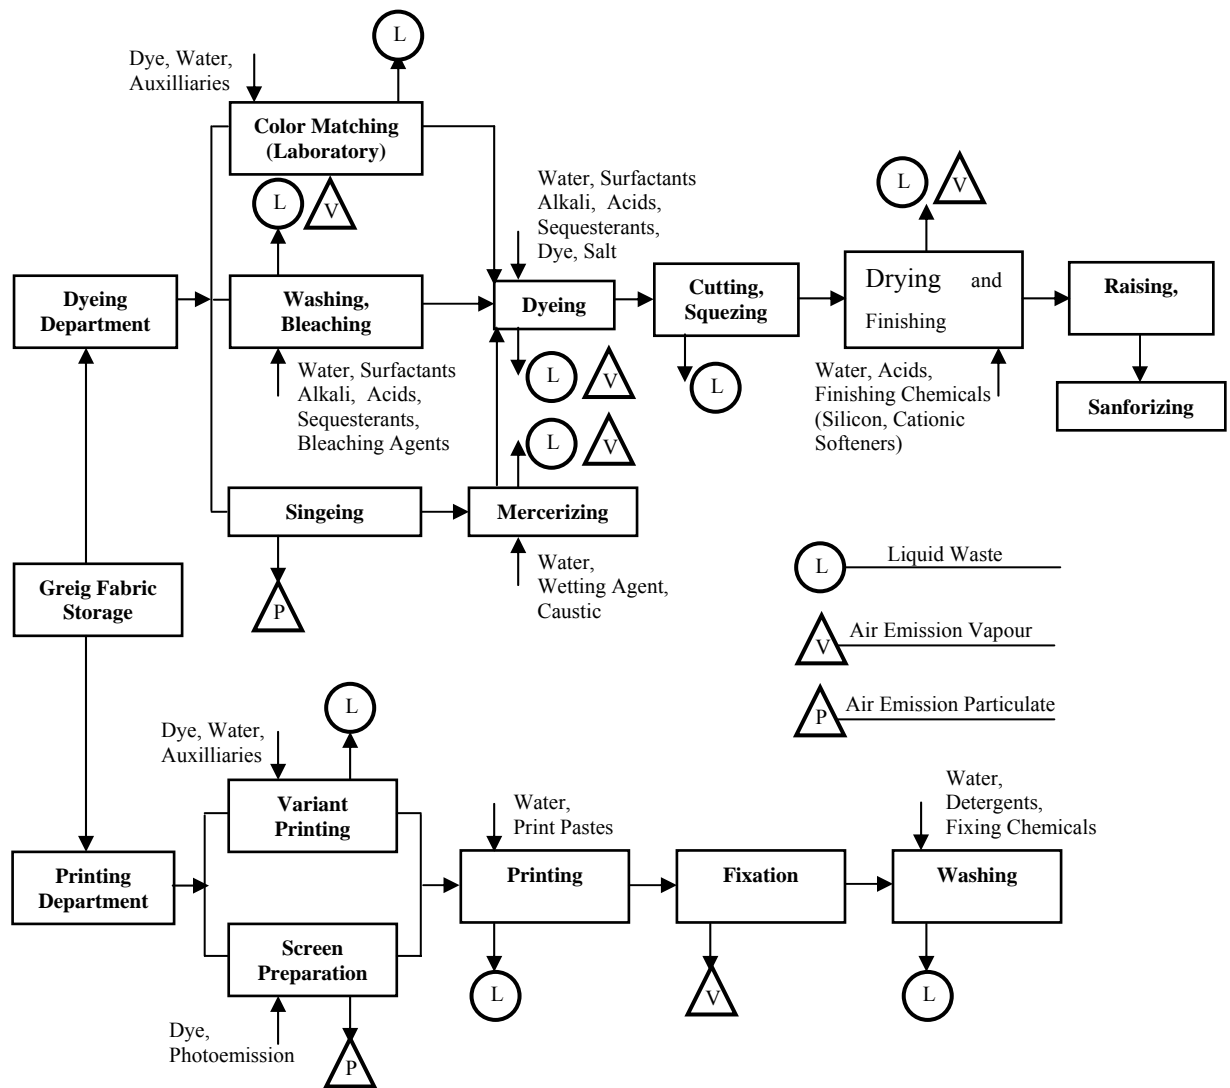 L
Dye, Water,
Auxilliaries
Color Matching
(Laboratory)
L
V
Water, Surfactants
Alkali, Acids,
Sequesterants,
Dye, Salt
L
V
Dyeing
Department
Washing,
Bleaching
Dyeing
Cutting,
Squezing
Drying and
Finishing
Raising,
Water, Surfactants
Alkali, Acids,
Sequesterants,
Bleaching Agents
L
V
L
Water, Acids,
Finishing Chemicals
(Silicon, Cationic
Softeners)
Sanforizing
L
V
Singeing
Mercerizing
Water,
Wetting Agent,
Caustic
P
Greig Fabric
Storage
L
Liquid Waste
V
Air Emission Vapour
P
Air Emission Particulate
L
Dye, Water,
Auxilliaries
Variant
Printing
Water,
Print Pastes
Water,
Detergents,
Fixing Chemicals
Printing
Department
Printing
Fixation
Washing
Screen
Preparation
L
V
L
Dye,
Photoemission
P